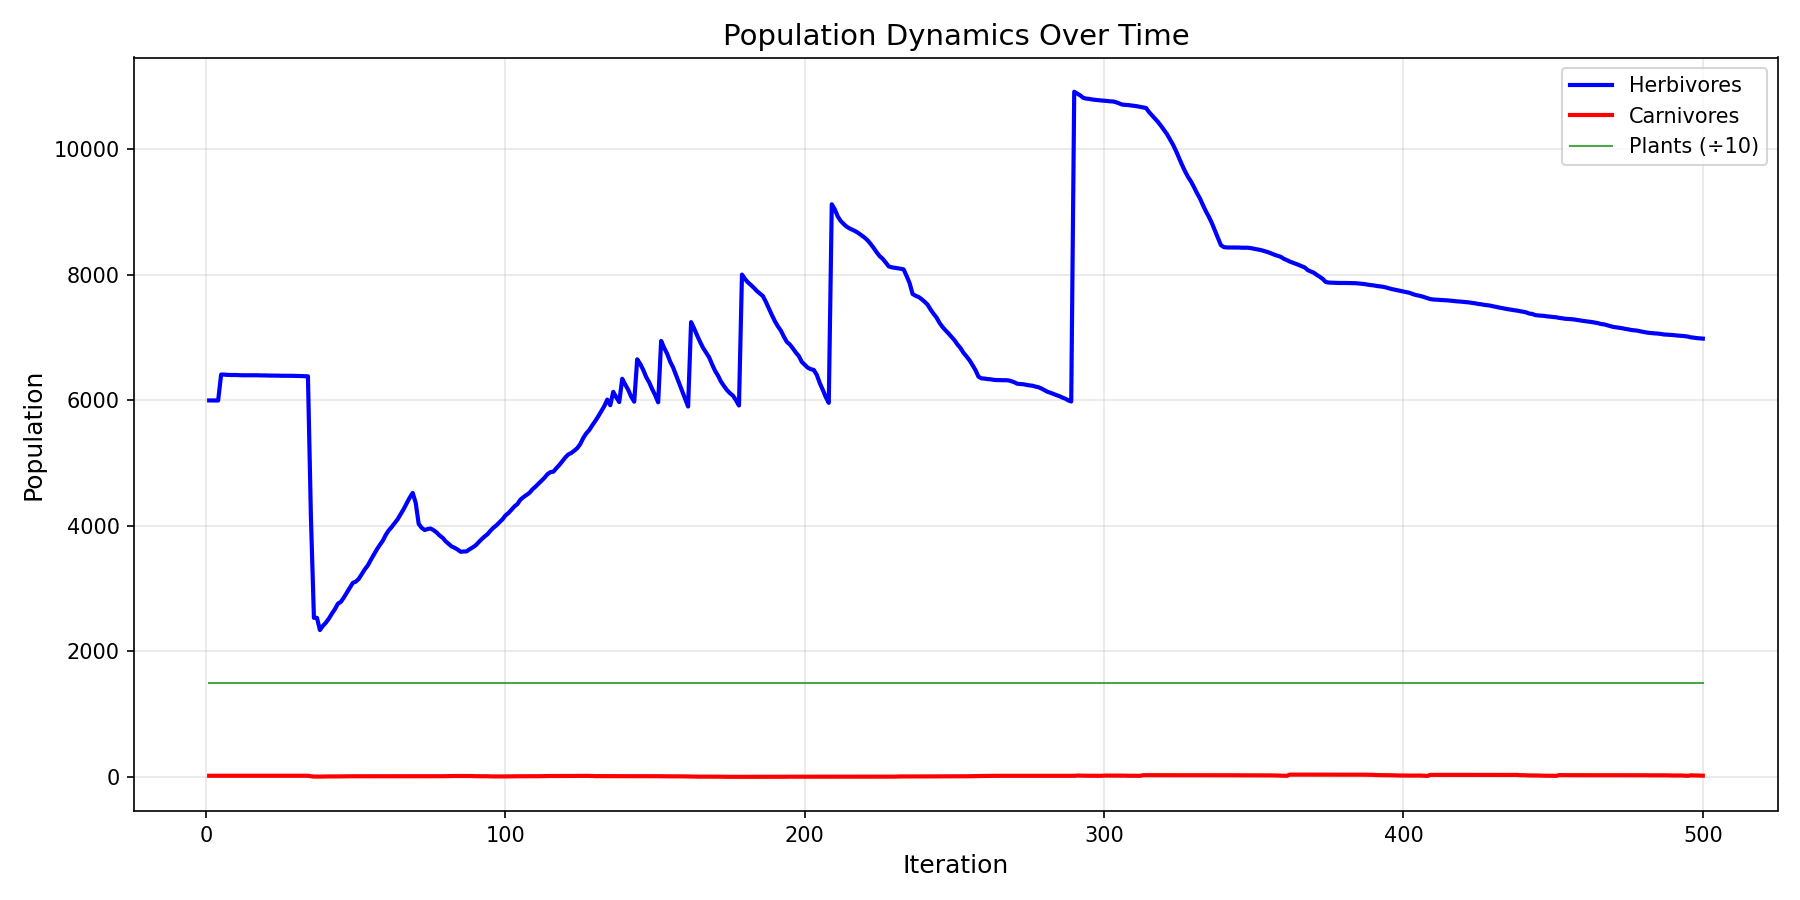 Population Dynamics Over Time
Herbivores
Carnivores
Plants (÷10)
Population
10000
8000
6000
4000
2000
0
0 100 200 300 400 500
Iteration